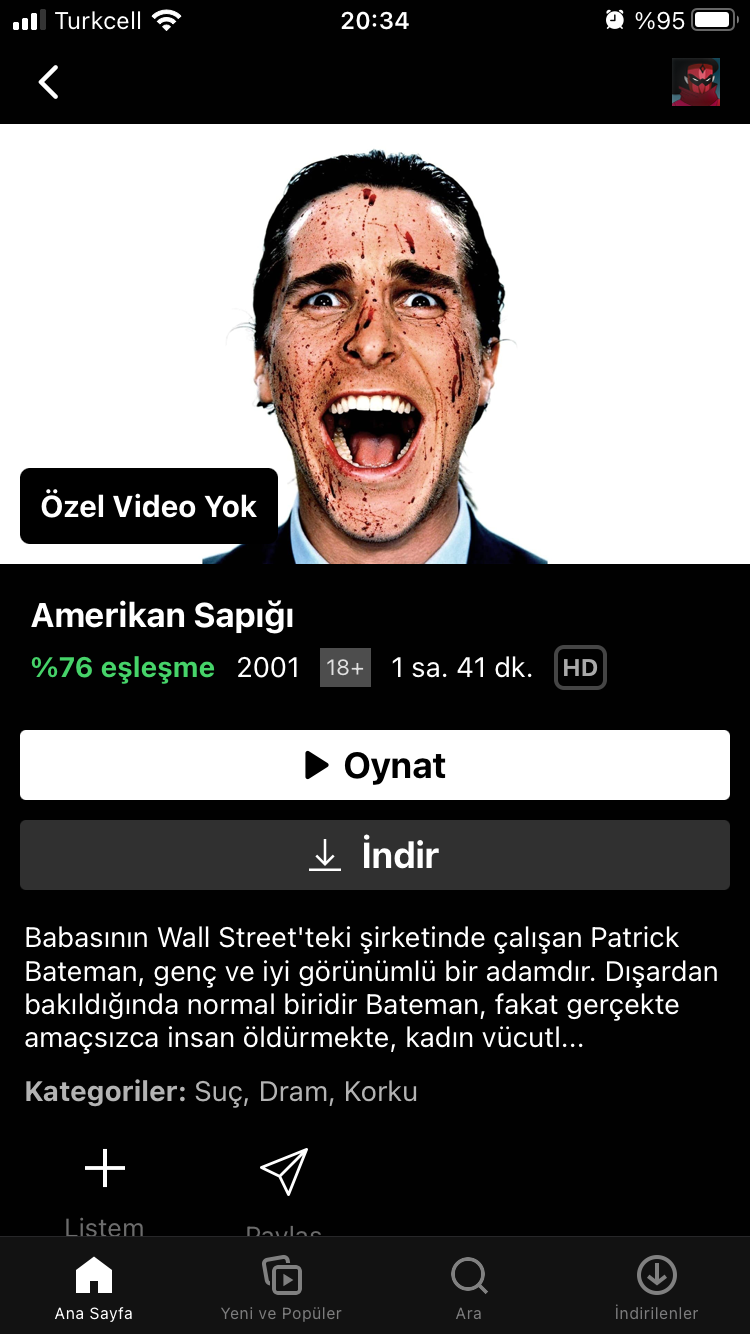 Turkcell 20:34 %95
Özel Video Yok
Amerikan Sapığı
%76 eşleşme 2001 18+ 1 sa. 41 dk. HD
Oynat
İndir
Babasının Wall Street'teki şirketinde çalışan Patrick
Bateman, genç ve iyi görünümlü bir adamdır. Dışardan
bakıldığında normal biridir Bateman, fakat gerçekte
amaçsızca insan öldürmekte, kadın vücutl...
Kategoriler: Suç, Dram, Korku
Listem Paylaş
Ana Sayfa Yeni ve Popüler Ara İndirilenler